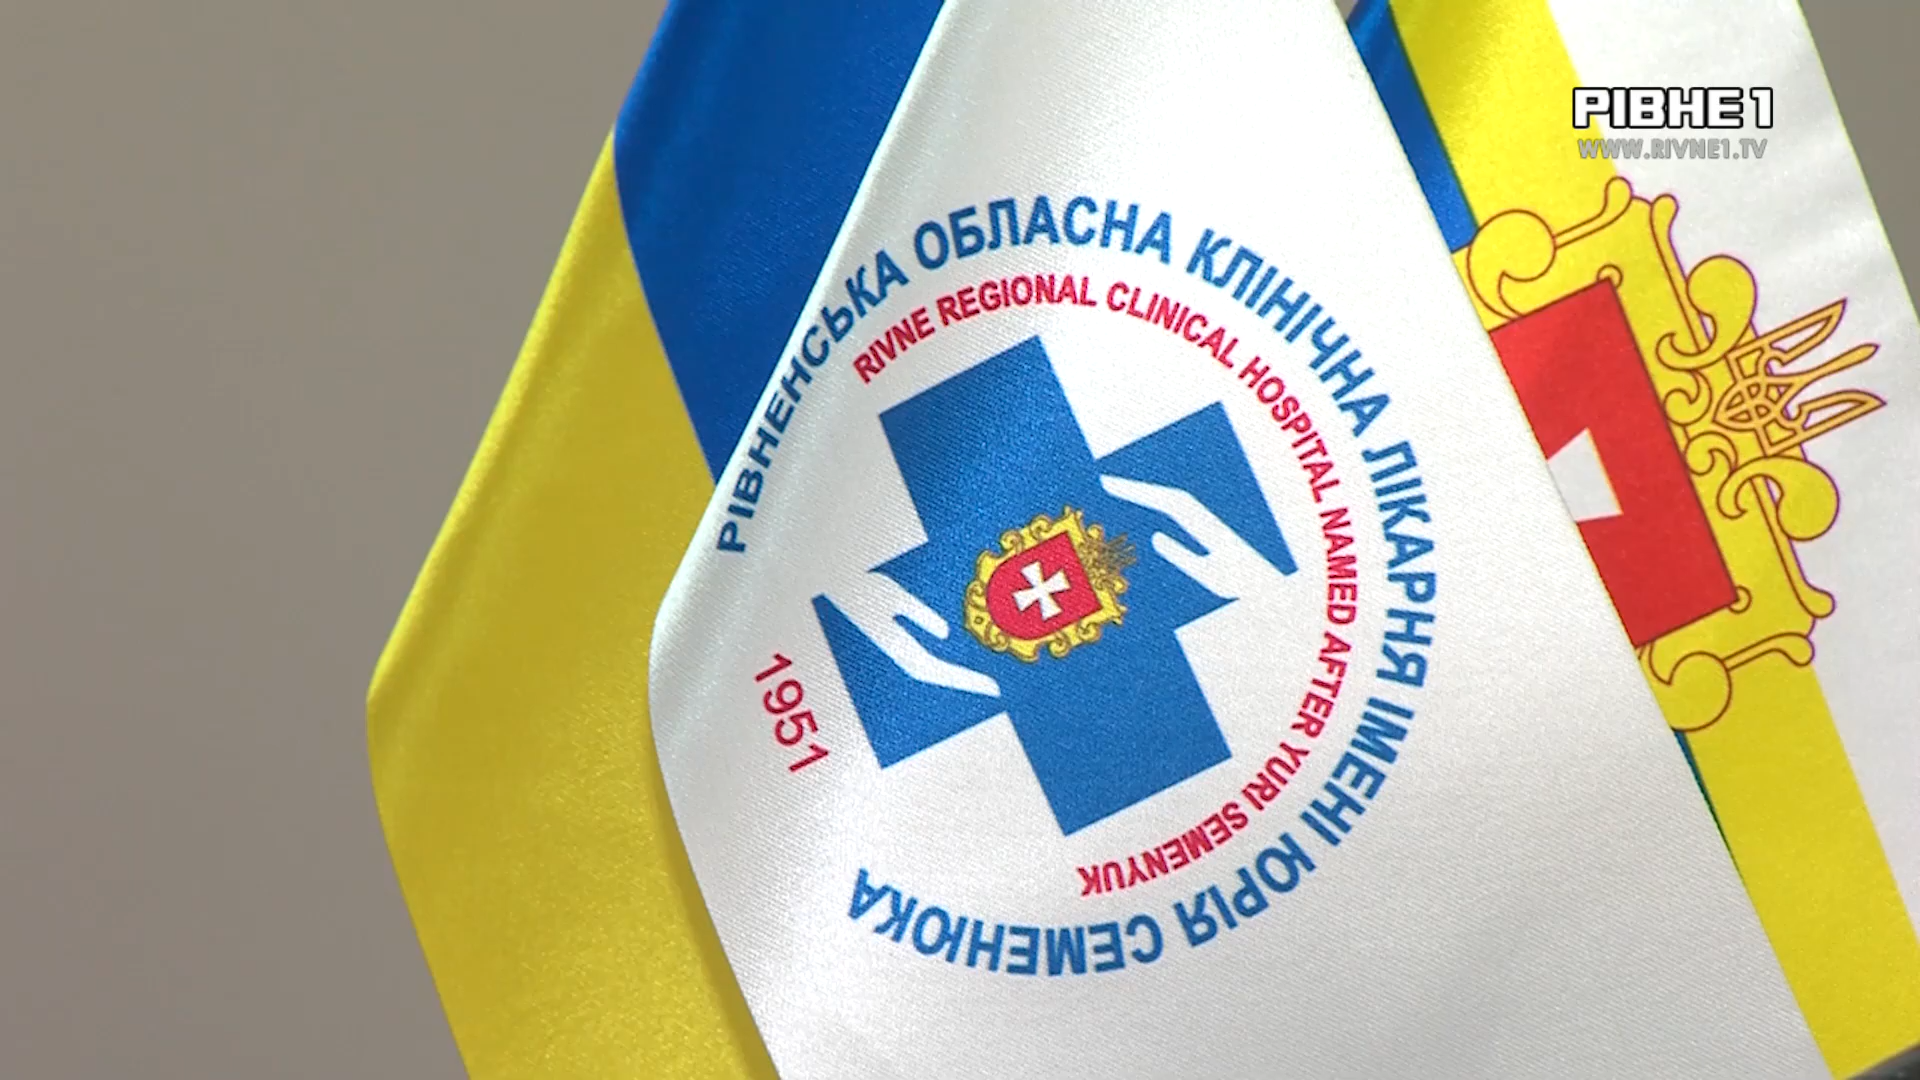 РІВНЕ 1
WWW.RIVNE1.TV
РІВНЕНСЬКА ОБЛАСНА КЛІНІЧНА ЛІКАРНЯ ІМЕНІ ЮРІЯ СЕМЕНЮКА
RIVNE REGIONAL CLINICAL HOSPITAL NAMED AFTER YURI SEMENYUK
1951